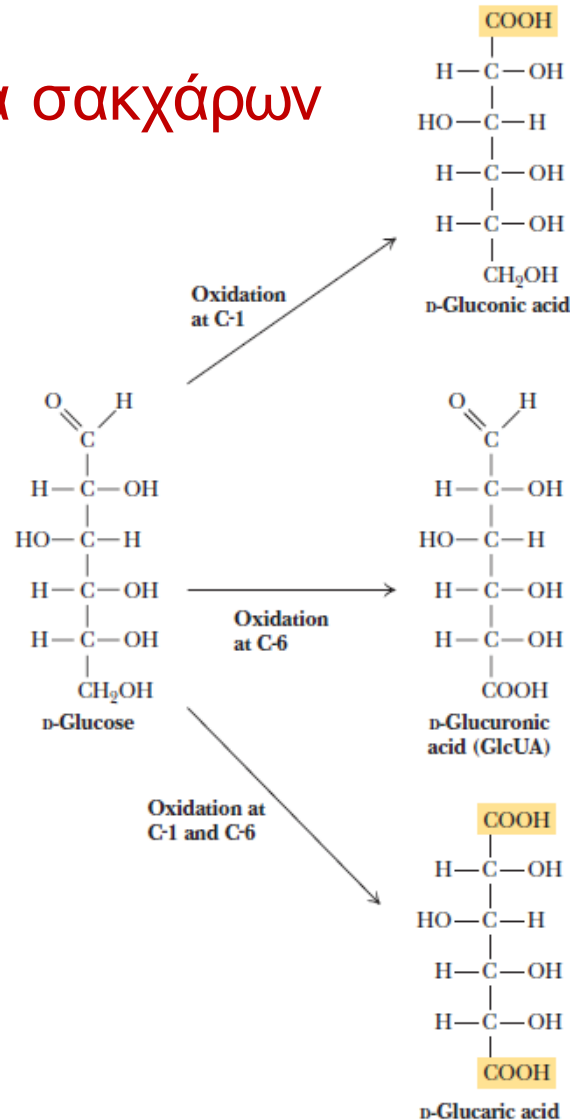 σακχάρων
COOH
H—C—OH
HO—C—H
H—C—OH
H—C—OH
CH₂OH
D-Gluconic acid
Oxidation
at C-1
O H
C
H—C—OH
HO—C—H
H—C—OH
H—C—OH
CH₂OH
D-Glucose
Oxidation
at C-6
O H
C
H—C—OH
HO—C—H
H—C—OH
H—C—OH
COOH
D-Glucuronic
acid (GlcUA)
Oxidation at
C-1 and C-6
COOH
H—C—OH
HO—C—H
H—C—OH
H—C—OH
COOH
D-Glucaric acid